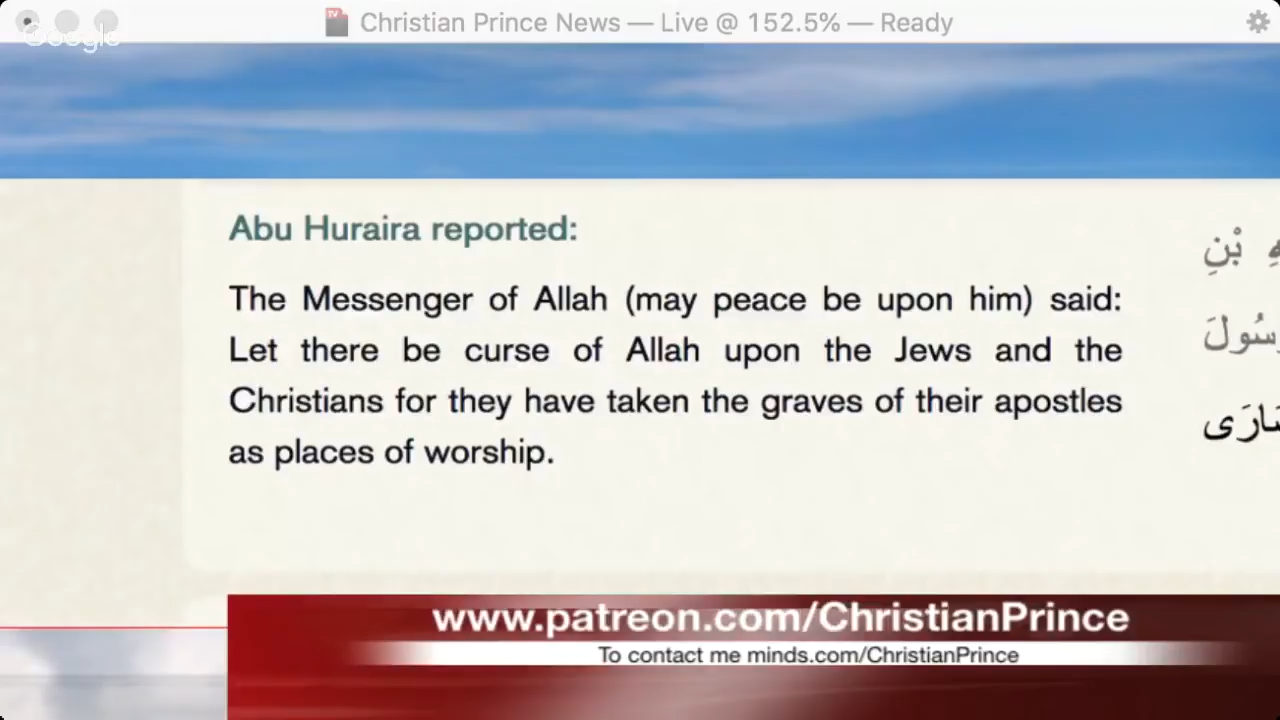 Christian Prince News — Live @ 152.5% — Ready
Google
Abu Huraira reported:
The Messenger of Allah (may peace be upon him) said:
Let there be curse of Allah upon the Jews and the
Christians for they have taken the graves of their apostles
as places of worship.
بْنِ
www.patreon.com/ChristianPrince
To contact me minds.com/ChristianPrince